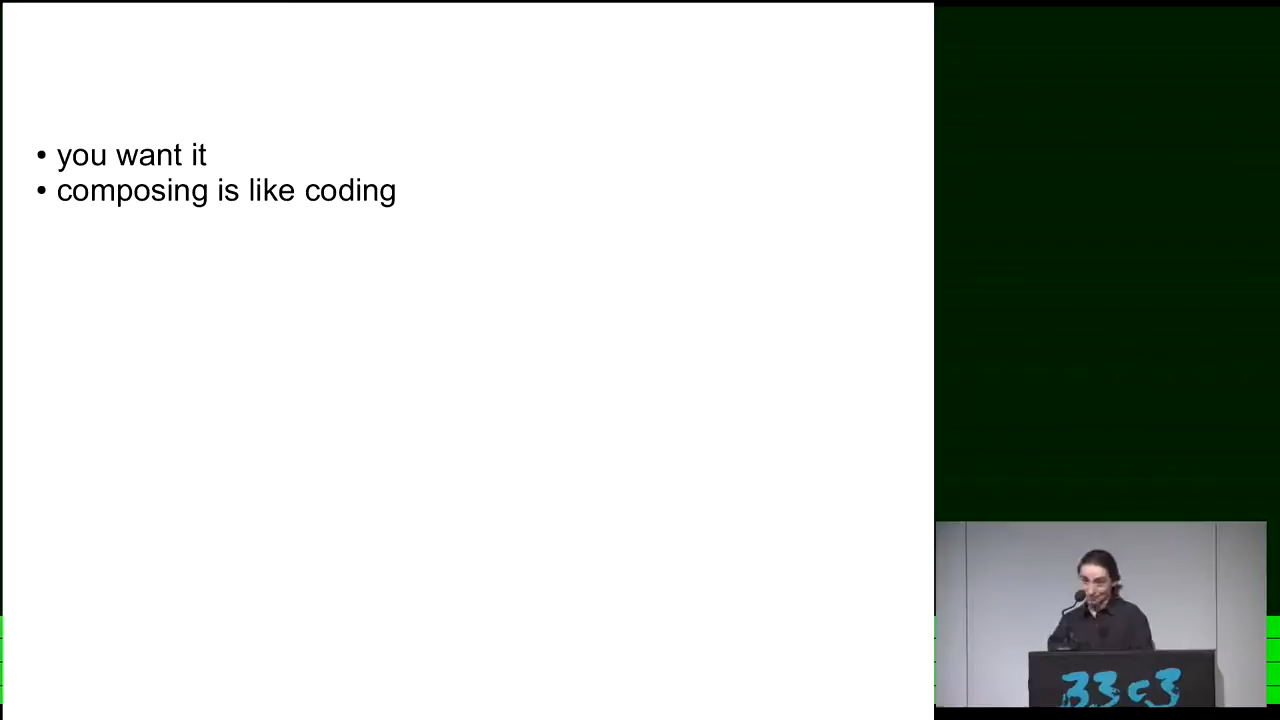 • you want it
• composing is like coding
33c3